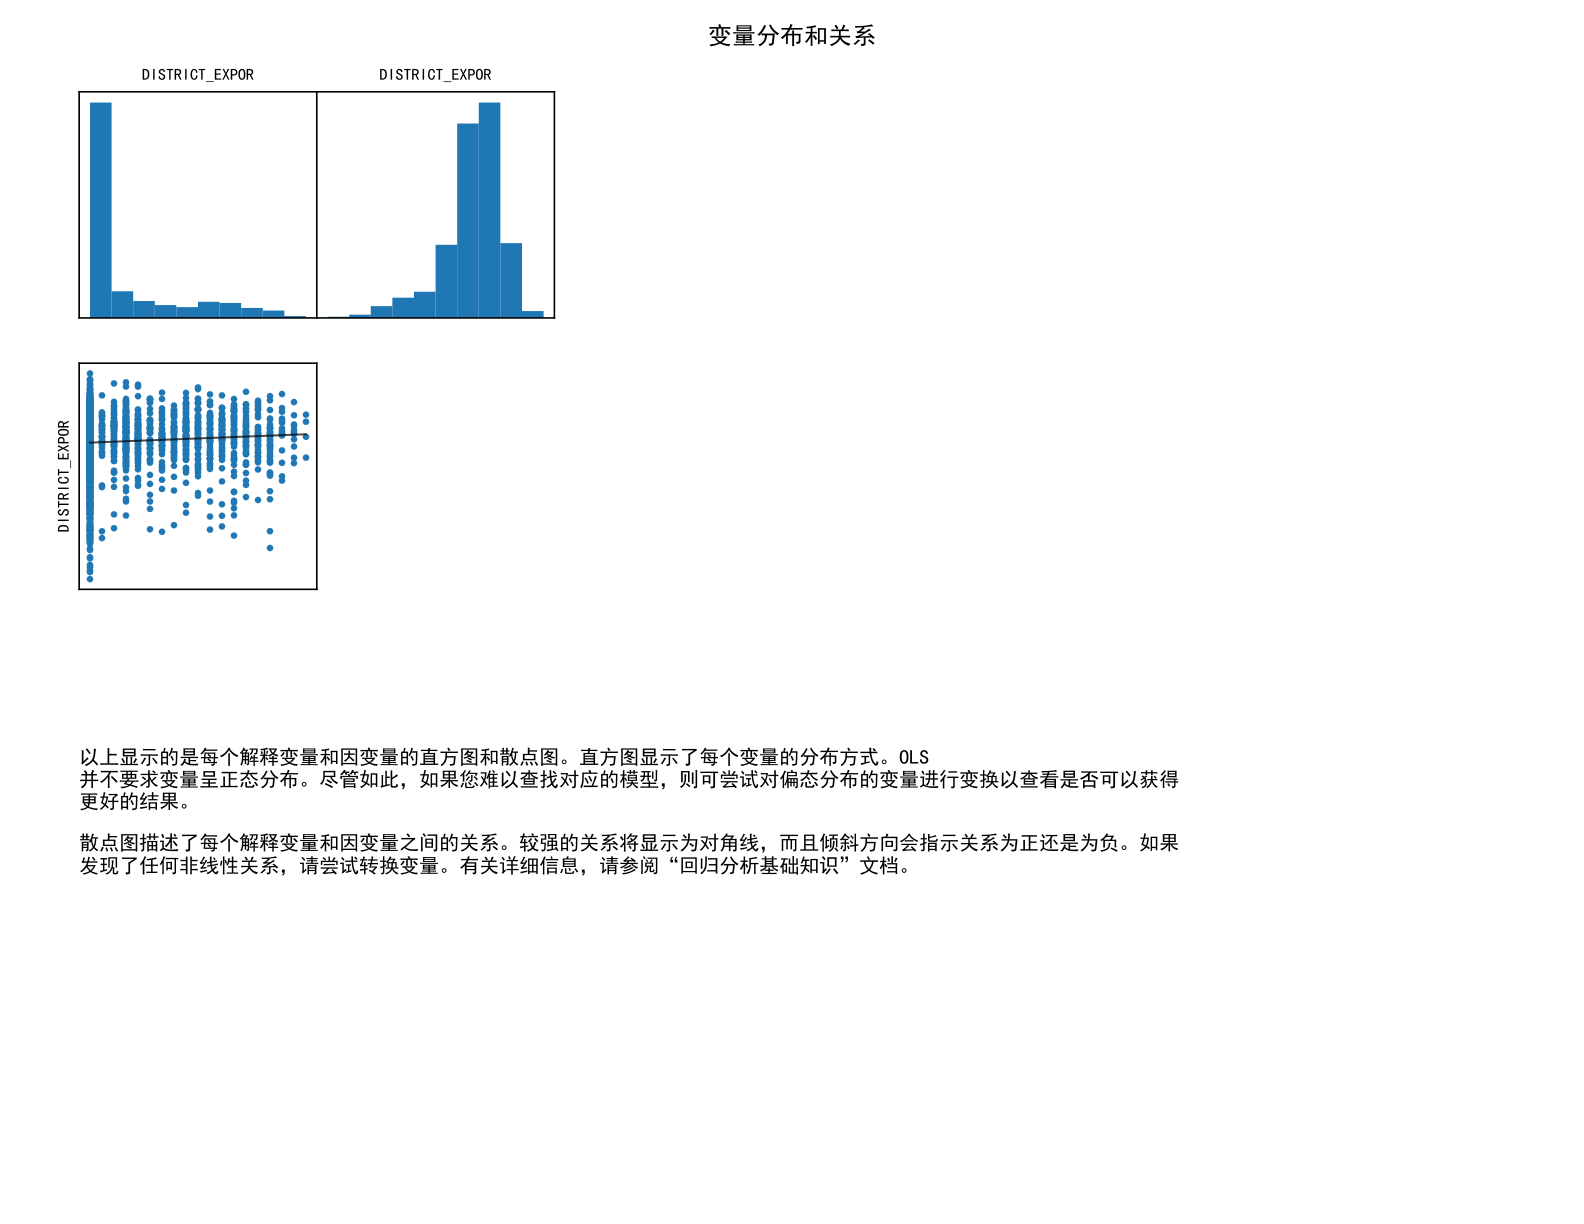 变量分布和关系
DISTRICT_EXPOR
DISTRICT_EXPOR
DISTRICT_EXPOR
以上显示的是每个解释变量和因变量的直方图和散点图。直方图显示了每个变量的分布方式。OLS
并不要求变量呈正态分布。尽管如此，如果您难以查找对应的模型，则可尝试对偏态分布的变量进行变换以查看是否可以获得
更好的结果。
散点图描述了每个解释变量和因变量之间的关系。较强的关系将显示为对角线，而且倾斜方向会指示关系为正还是为负。如果
发现了任何非线性关系，请尝试转换变量。有关详细信息，请参阅“回归分析基础知识”文档。